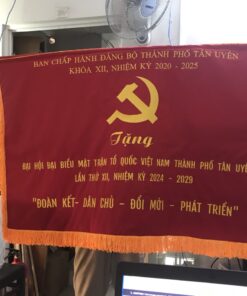 BAN CHẤP HÀNH ĐẢNG BỘ THÀNH PHỐ TÂN UYÊN
KHÓA XII, NHIỆM KỲ 2020 - 2025
Tặng
ĐẠI HỘI ĐẠI BIỂU MẶT TRẬN TỔ QUỐC VIỆT NAM THÀNH PHỐ TÂN UYÊN
LẦN THỨ XII, NHIỆM KỲ 2024 - 2029
"ĐOÀN KẾT- DÂN CHỦ - ĐỔI MỚI - PHÁT TRIỂN"